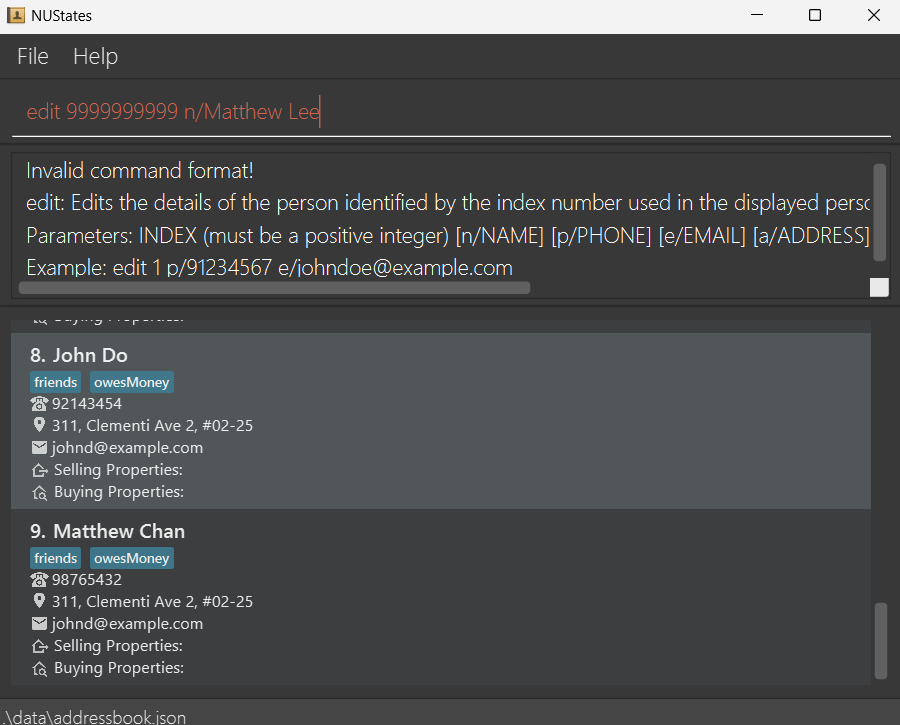 NUStates
File Help
edit 9999999999 n/Matthew Lee
Invalid command format!
edit: Edits the details of the person identified by the index number used in the displayed perso
Parameters: INDEX (must be a positive integer) [n/NAME] [p/PHONE] [e/EMAIL] [a/ADDRESS]
Example: edit 1 p/91234567 e/johndoe@example.com
Buying Properties:
8. John Do
friends owesMoney
92143454
311, Clementi Ave 2, #02-25
johnd@example.com
Selling Properties:
Buying Properties:
9. Matthew Chan
friends owesMoney
98765432
311, Clementi Ave 2, #02-25
johnd@example.com
Selling Properties:
Buying Properties:
.\data\addressbook.json